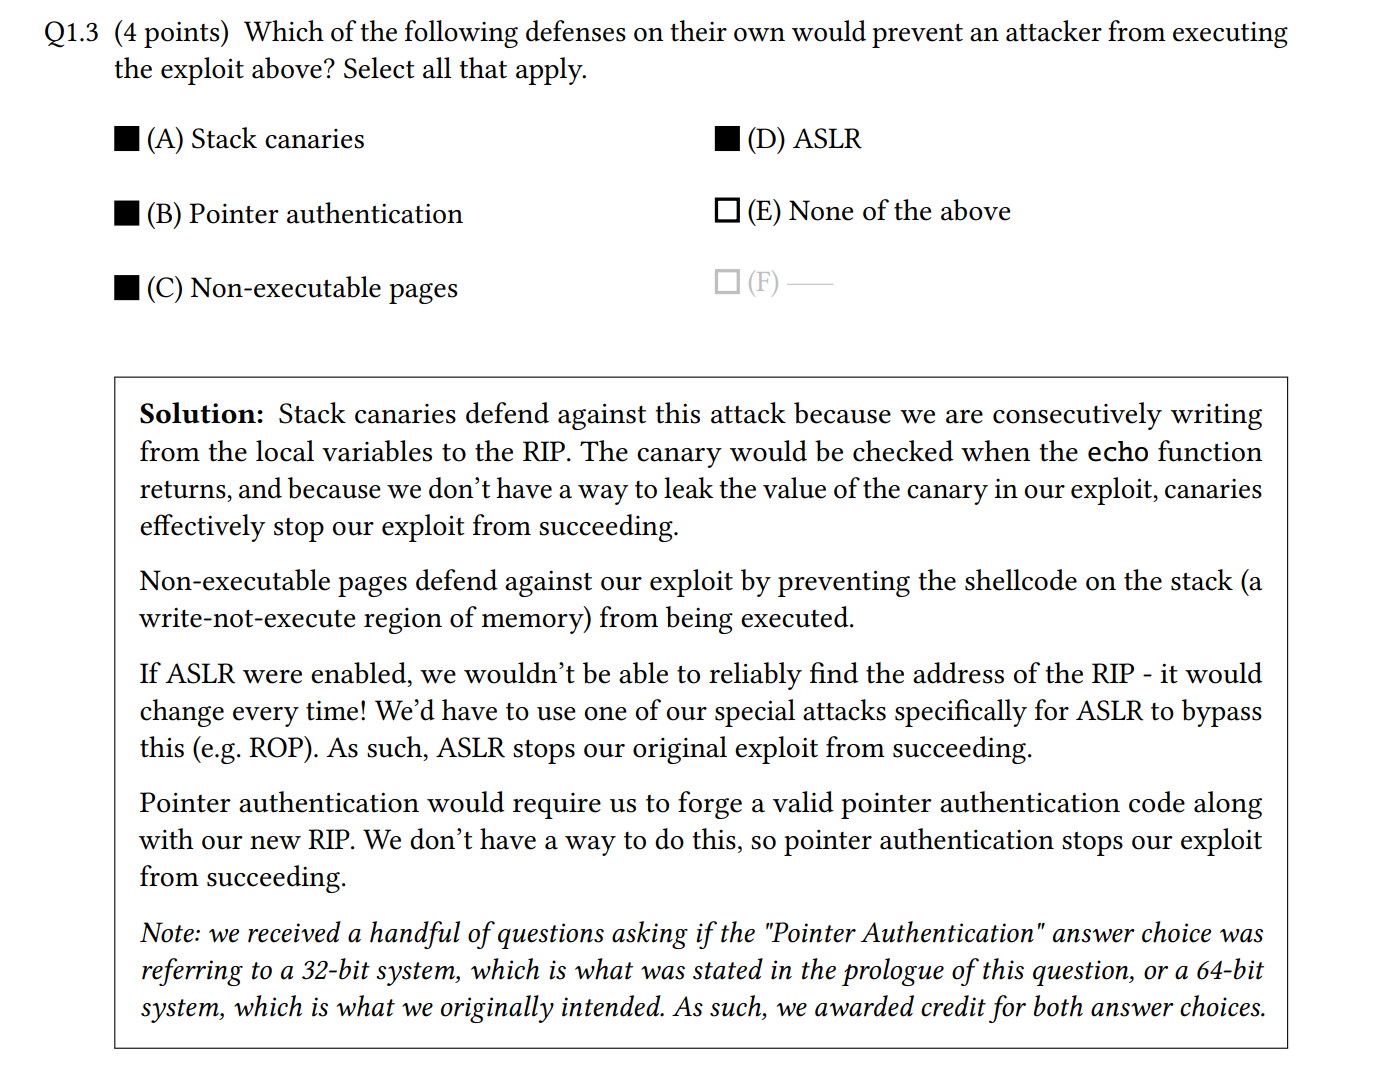 Q1.3 (4 points) Which of the following defenses on their own would prevent an attacker from executing
the exploit above? Select all that apply.
(A) Stack canaries
(B) Pointer authentication
(C) Non-executable pages
(D) ASLR
(E) None of the above
(F) ——
Solution: Stack canaries defend against this attack because we are consecutively writing
from the local variables to the RIP. The canary would be checked when the echo function
returns, and because we don't have a way to leak the value of the canary in our exploit, canaries
effectively stop our exploit from succeeding.
Non-executable pages defend against our exploit by preventing the shellcode on the stack (a
write-not-execute region of memory) from being executed.
If ASLR were enabled, we wouldn't be able to reliably find the address of the RIP - it would
change every time! We'd have to use one of our special attacks specifically for ASLR to bypass
this (e.g. ROP). As such, ASLR stops our original exploit from succeeding.
Pointer authentication would require us to forge a valid pointer authentication code along
with our new RIP. We don't have a way to do this, so pointer authentication stops our exploit
from succeeding.
Note: we received a handful of questions asking if the "Pointer Authentication" answer choice was
referring to a 32-bit system, which is what was stated in the prologue of this question, or a 64-bit
system, which is what we originally intended. As such, we awarded credit for both answer choices.